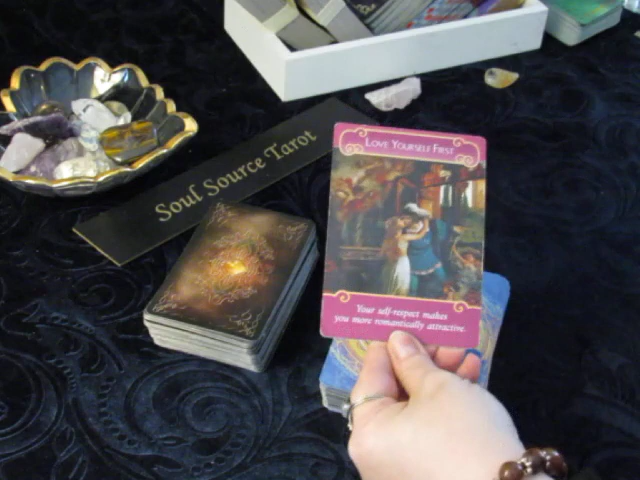 Soul Source Tarot
LOVE YOURSELF FIRST
Your self-respect makes
you more romantically attractive.